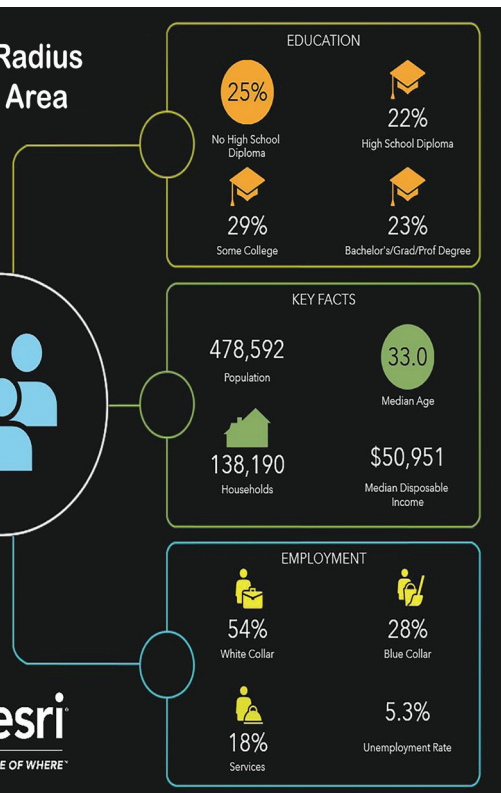 Radius
Area
EDUCATION
25%
No High School
Diploma
22%
High School Diploma
29%
Some College
23%
Bachelor's/Grad/Prof Degree
KEY FACTS
478,592
Population
33.0
Median Age
138,190
Households
$50,951
Median Disposable
Income
EMPLOYMENT
54%
White Collar
28%
Blue Collar
18%
Services
5.3%
Unemployment Rate
esri
E OF WHERE™